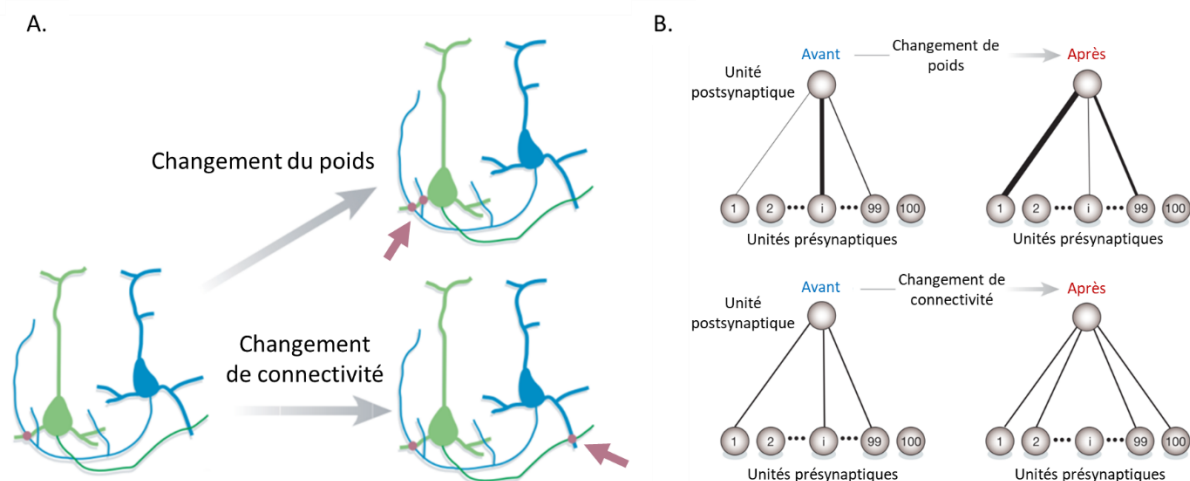 A.
Changement du poids
Changement
de connectivité
B.
Avant
Changement de
poids
Après
Unité
postsynaptique
1 2 i 99 100
1 2 i 99 100
Unités présynaptiques
Unités présynaptiques
Avant
Changement de
connectivité
Après
Unité
postsynaptique
1 2 i 99 100
1 2 i 99 100
Unités présynaptiques
Unités présynaptiques